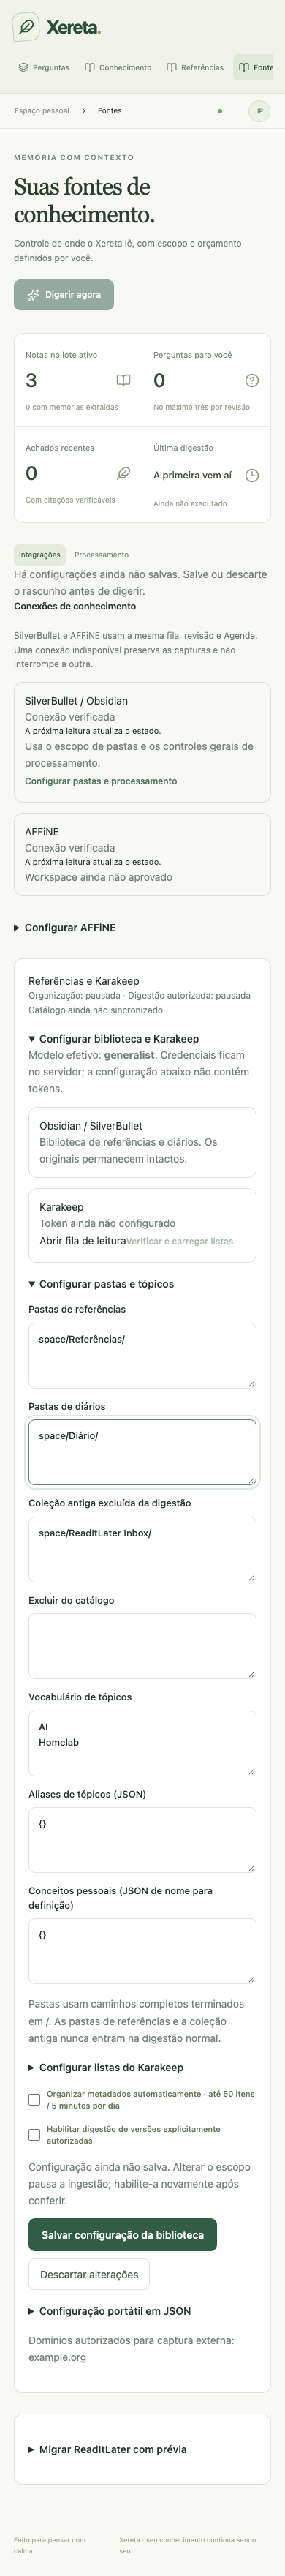 Xereta.
Perguntas
Conhecimento
Referências
Fonte
Espaço pessoal
Fontes
JP
MEMÓRIA COM CONTEXTO
Suas fontes de
conhecimento.
Controle de onde o Xereta lê, com escopo e orçamento
definidos por você.
Digerir agora
Notas no lote ativo
3
0 com memórias extraídas
Perguntas para você
0
No máximo três por revisão
Achados recentes
0
Com citações verificáveis
Última digestão
A primeira vem aí
Ainda não executado
Integrações
Processamento
Há configurações ainda não salvas. Salve ou descarte
o rascunho antes de digerir.
Conexões de conhecimento
SilverBullet e AFFiNE usam a mesma fila, revisão e Agenda.
Uma conexão indisponível preserva as capturas e não
interrompe a outra.
SilverBullet / Obsidian
Conexão verificada
A próxima leitura atualiza o estado.
Usa o escopo de pastas e os controles gerais de
processamento.
Configurar pastas e processamento
AFFiNE
Conexão verificada
A próxima leitura atualiza o estado.
Workspace ainda não aprovado
Configurar AFFiNE
Referências e Karakeep
Organização: pausada · Digestão autorizada: pausada
Catálogo ainda não sincronizado
Configurar biblioteca e Karakeep
Modelo efetivo: generalist. Credenciais ficam
no servidor; a configuração abaixo não contém
tokens.
Obsidian / SilverBullet
Biblioteca de referências e diários. Os
originais permanecem intactos.
Karakeep
Token ainda não configurado
Abrir fila de leituraVerificar e carregar listas
Configurar pastas e tópicos
Pastas de referências
space/Referências/
Pastas de diários
space/Diário/
Coleção antiga excluída da digestão
space/ReadItLater Inbox/
Excluir do catálogo
Vocabulário de tópicos
AI
Homelab
Aliases de tópicos (JSON)
{}
Conceitos pessoais (JSON de nome para
definição)
{}
Pastas usam caminhos completos terminados
em /. As pastas de referências e a coleção
antiga nunca entram na digestão normal.
Configurar listas do Karakeep
Organizar metadados automaticamente · até 50 itens
/ 5 minutos por dia
Habilitar digestão de versões explicitamente
autorizadas
Configuração ainda não salva. Alterar o escopo
pausa a ingestão; habilite-a novamente após
conferir.
Salvar configuração da biblioteca
Descartar alterações
Configuração portátil em JSON
Domínios autorizados para captura externa:
example.org
Migrar ReadItLater com prévia
Feito para pensar com
calma.
Xereta · seu conhecimento continua sendo
seu.